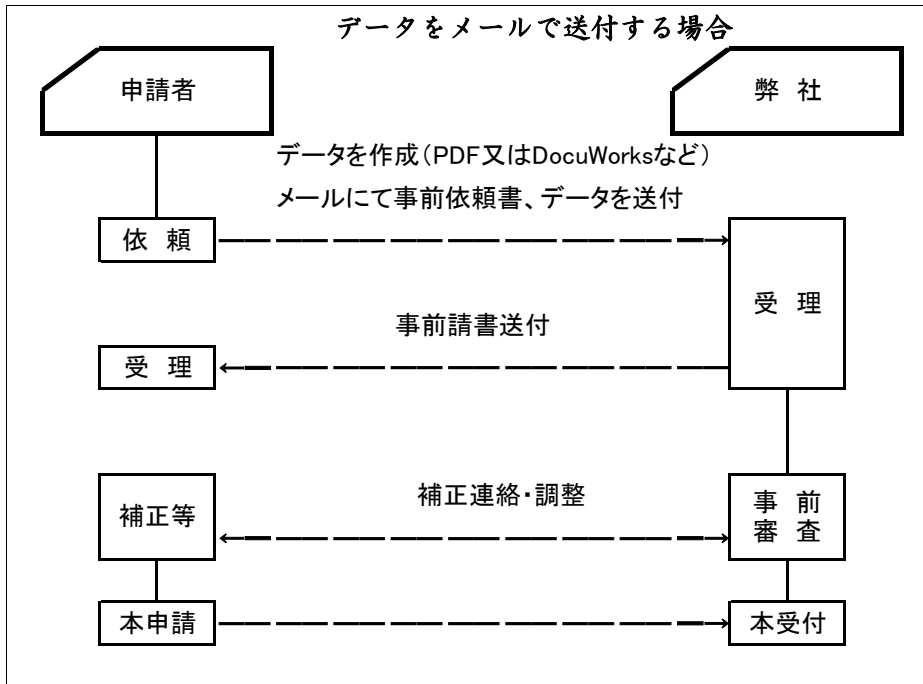 データをメールで送付する場合
申請者
弊 社
データを作成(PDF又はDocuWorksなど)
メールにて事前依頼書、データを送付
依 頼
受 理
事前請書送付
受 理
補正等
補正連絡・調整
事 前
審 査
本申請
本受付